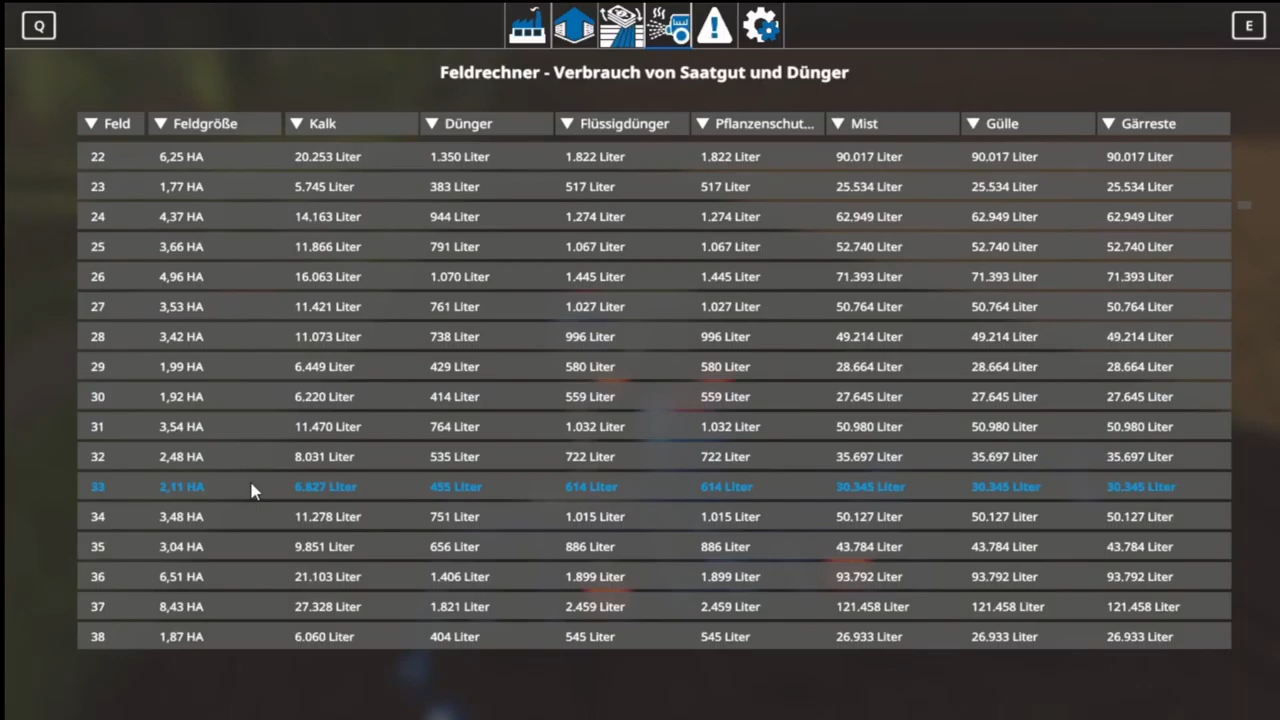 Q E
Feldrechner - Verbrauch von Saatgut und Dünger
Feld Feldgröße Kalk Dünger Flüssigdünger Pflanzenschut... Mist Gülle Gärreste
22 6,25 HA 20.253 Liter 1.350 Liter 1.822 Liter 1.822 Liter 90.017 Liter 90.017 Liter 90.017 Liter
23 1,77 HA 5.745 Liter 383 Liter 517 Liter 517 Liter 25.534 Liter 25.534 Liter 25.534 Liter
24 4,37 HA 14.163 Liter 944 Liter 1.274 Liter 1.274 Liter 62.949 Liter 62.949 Liter 62.949 Liter
25 3,66 HA 11.866 Liter 791 Liter 1.067 Liter 1.067 Liter 52.740 Liter 52.740 Liter 52.740 Liter
26 4,96 HA 16.063 Liter 1.070 Liter 1.445 Liter 1.445 Liter 71.393 Liter 71.393 Liter 71.393 Liter
27 3,53 HA 11.421 Liter 761 Liter 1.027 Liter 1.027 Liter 50.764 Liter 50.764 Liter 50.764 Liter
28 3,42 HA 11.073 Liter 738 Liter 996 Liter 996 Liter 49.214 Liter 49.214 Liter 49.214 Liter
29 1,99 HA 6.449 Liter 429 Liter 580 Liter 580 Liter 28.664 Liter 28.664 Liter 28.664 Liter
30 1,92 HA 6.220 Liter 414 Liter 559 Liter 559 Liter 27.645 Liter 27.645 Liter 27.645 Liter
31 3,54 HA 11.470 Liter 764 Liter 1.032 Liter 1.032 Liter 50.980 Liter 50.980 Liter 50.980 Liter
32 2,48 HA 8.031 Liter 535 Liter 722 Liter 722 Liter 35.697 Liter 35.697 Liter 35.697 Liter
33 2,11 HA 6.827 Liter 455 Liter 614 Liter 614 Liter 30.345 Liter 30.345 Liter 30.345 Liter
34 3,48 HA 11.278 Liter 751 Liter 1.015 Liter 1.015 Liter 50.127 Liter 50.127 Liter 50.127 Liter
35 3,04 HA 9.851 Liter 656 Liter 886 Liter 886 Liter 43.784 Liter 43.784 Liter 43.784 Liter
36 6,51 HA 21.103 Liter 1.406 Liter 1.899 Liter 1.899 Liter 93.792 Liter 93.792 Liter 93.792 Liter
37 8,43 HA 27.328 Liter 1.821 Liter 2.459 Liter 2.459 Liter 121.458 Liter 121.458 Liter 121.458 Liter
38 1,87 HA 6.060 Liter 404 Liter 545 Liter 545 Liter 26.933 Liter 26.933 Liter 26.933 Liter